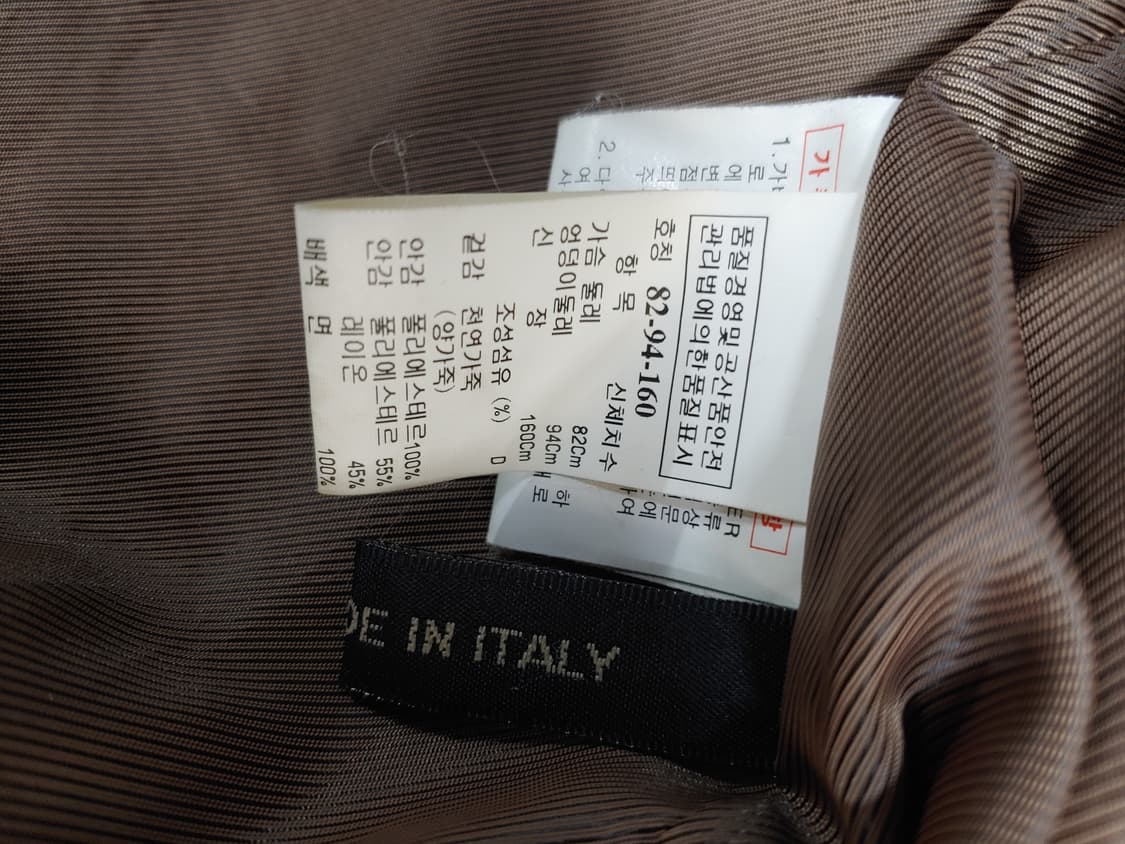 품질경영및공산품안전
관리법에의한품질표시
호칭 82-94-160
항목 신체치수
가슴둘레 82Cm
엉덩이둘레 94Cm
신장 160Cm
조성섬유 (%) D
겉감 천연가죽
(양가죽)
안감 폴리에스테르100%
안감 폴리에스테르 55%
레이온 45%
배색 면 100%
DE IN ITALY